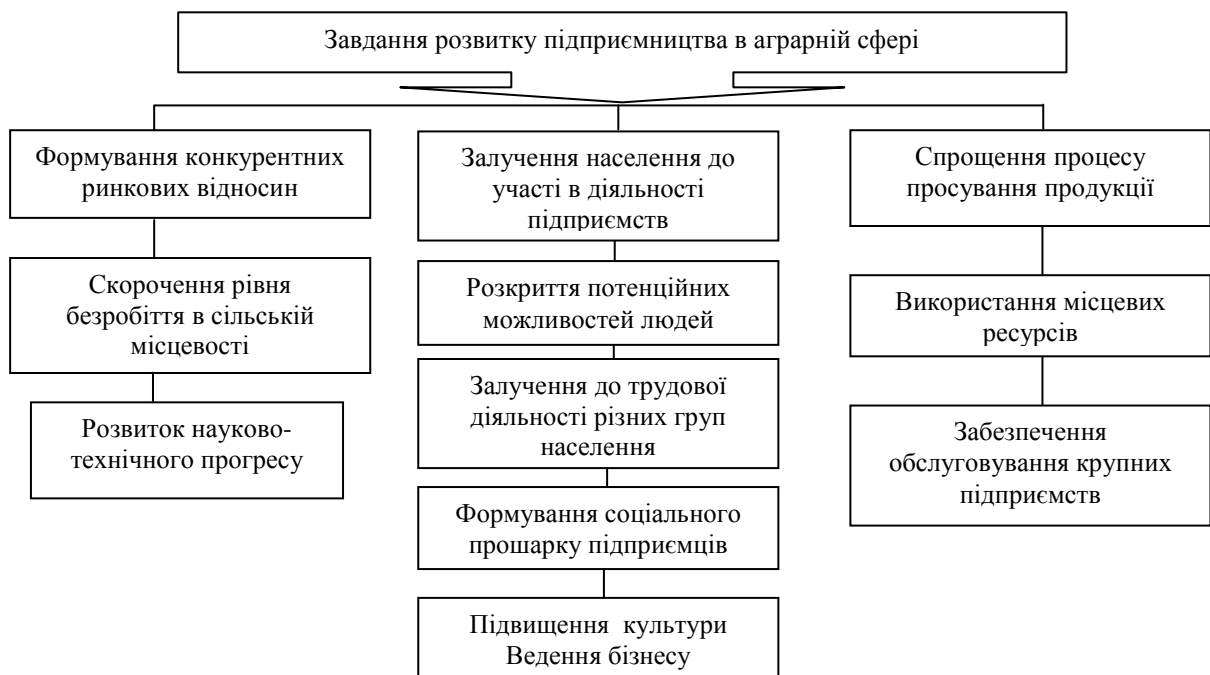 Завдання розвитку підприємництва в аграрній сфері
Формування конкурентних
ринкових відносин
Скорочення рівня
безробіття в сільській
місцевості
Розвиток науково-
технічного прогресу
Залучення населення до
участі в діяльності
підприємств
Розкриття потенційних
можливостей людей
Залучення до трудової
діяльності різних груп
населення
Формування соціального
прошарку підприємців
Підвищення культури
Ведення бізнесу
Спрощення процесу
просування продукції
Використання місцевих
ресурсів
Забезпечення
обслуговування крупних
підприємств